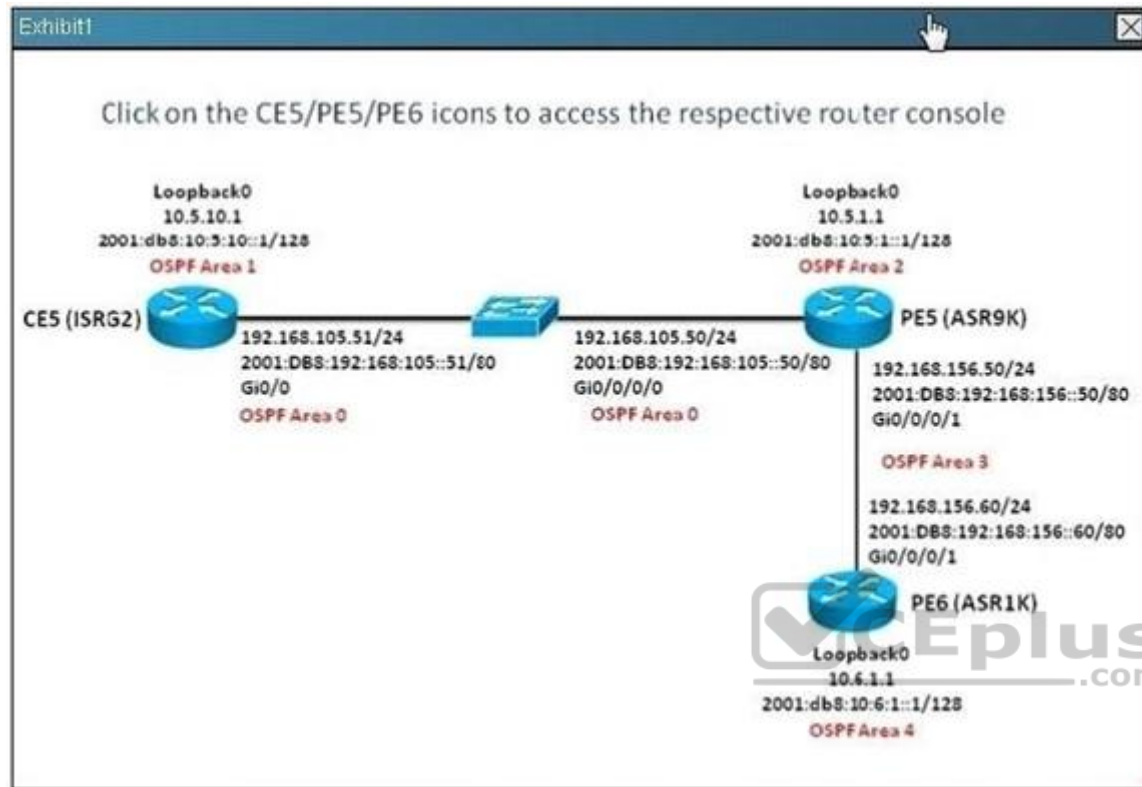 Exhibit1
Click on the CE5/PE5/PE6 icons to access the respective router console
Loopback0
10.5.10.1
2001:db8:10:5:10::1/128
OSPF Area 1
Loopback0
10.5.1.1
2001:db8:10:5:1::1/128
OSPF Area 2
CE5 (ISRG2)
PE5 (ASR9K)
192.168.105.51/24
2001:DB8:192:168:105::51/80
Gi0/0
OSPF Area 0
192.168.105.50/24
2001:DB8:192:168:105::50/80
Gi0/0/0/0
OSPF Area 0
192.168.156.50/24
2001:DB8:192:168:156::50/80
Gi0/0/0/1
OSPF Area 3
192.168.156.60/24
2001:DB8:192:168:156::60/80
Gi0/0/0/1
PE6 (ASR1K)
CEplus
.com
Loopback0
10.6.1.1
2001:db8:10:6:1::1/128
OSPF Area 4